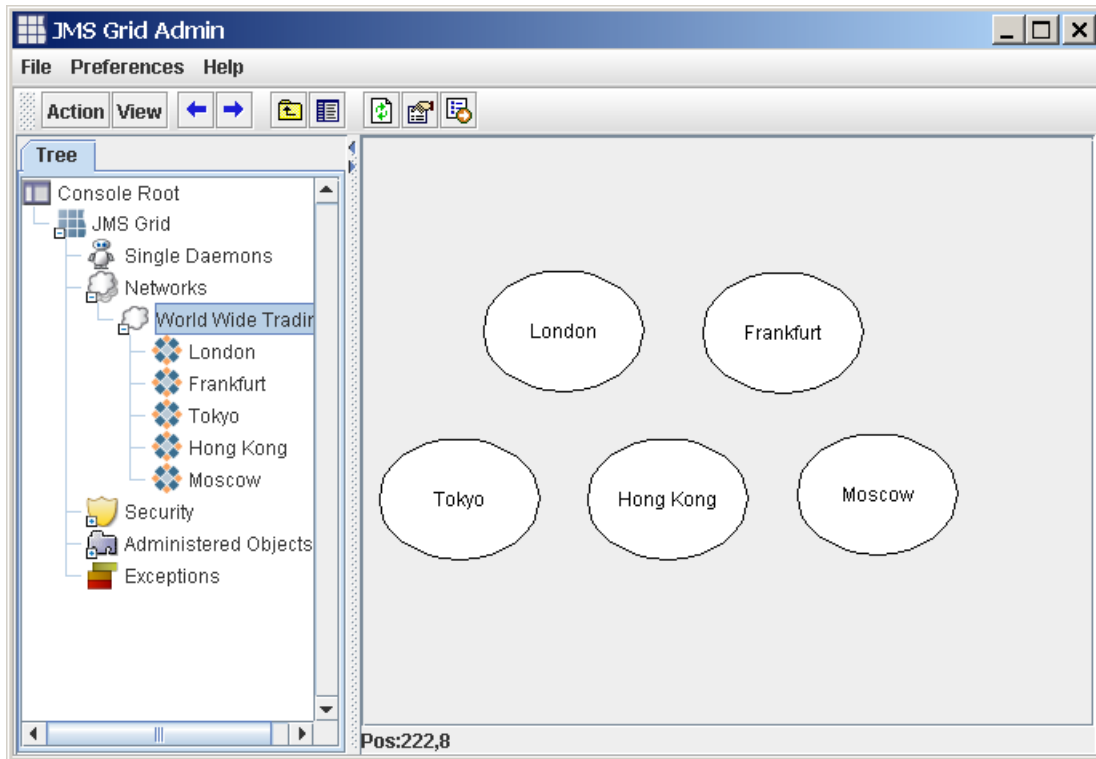 JMS Grid Admin
File Preferences Help
Action View
Tree
Console Root
JMS Grid
Single Daemons
Networks
World Wide Tradin
London
Frankfurt
Tokyo
Hong Kong
Moscow
Security
Administered Objects
Exceptions
London Frankfurt
Tokyo Hong Kong Moscow
Pos:222,8